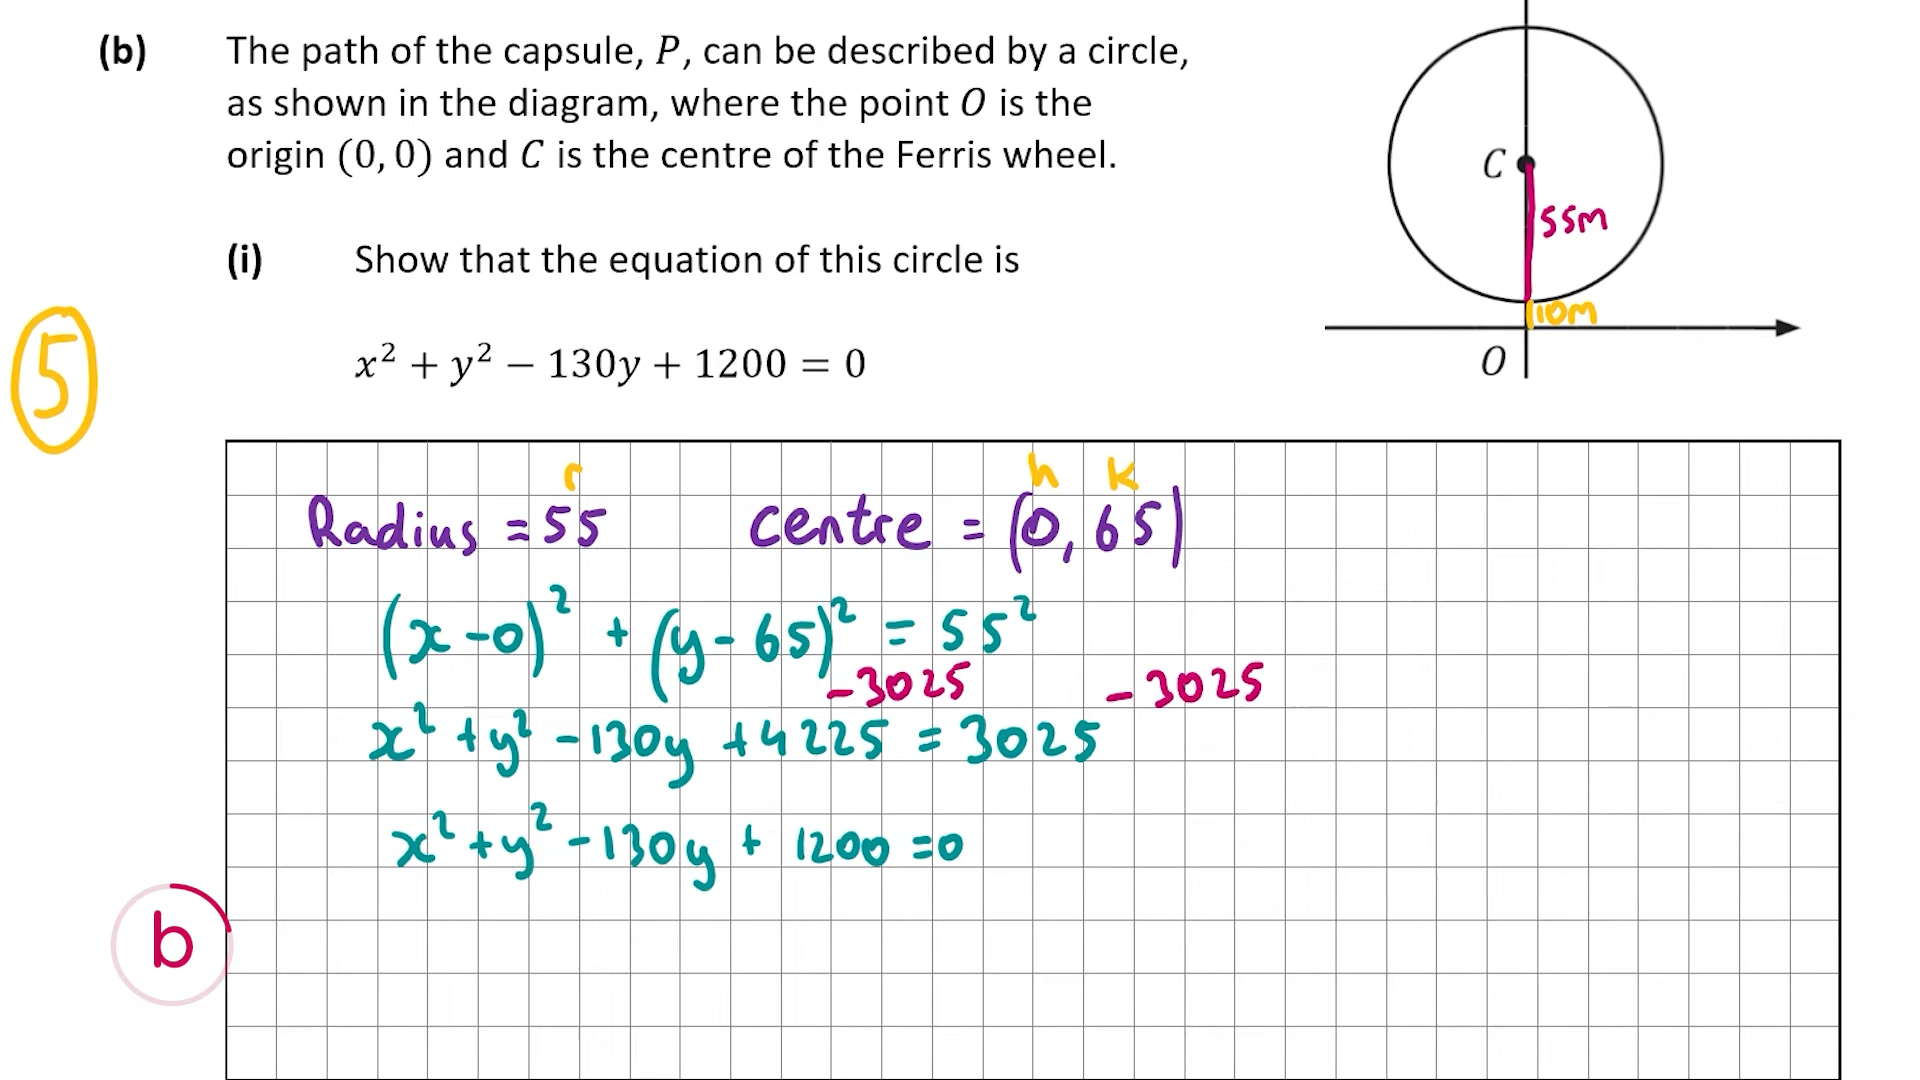 (b) The path of the capsule, P, can be described by a circle,
as shown in the diagram, where the point O is the
origin (0, 0) and C is the centre of the Ferris wheel.
C
55m
10m
O
(i) Show that the equation of this circle is
x² + y² − 130y + 1200 = 0
5
r h k
Radius = 55 Centre = (0, 65)
(x - 0)² + (y - 65)² = 55²
- 3025 - 3025
x² + y² - 130y + 4225 = 3025
x² + y² - 130y + 1200 = 0
b